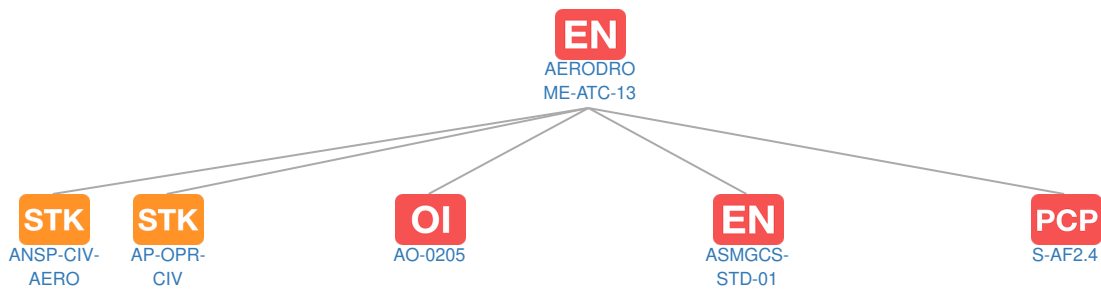 EN
AERODRO
ME-ATC-13
STK
ANSP-CIV-
AERO
STK
AP-OPR-
CIV
OI
AO-0205
EN
ASMGCS-
STD-01
PCP
S-AF2.4